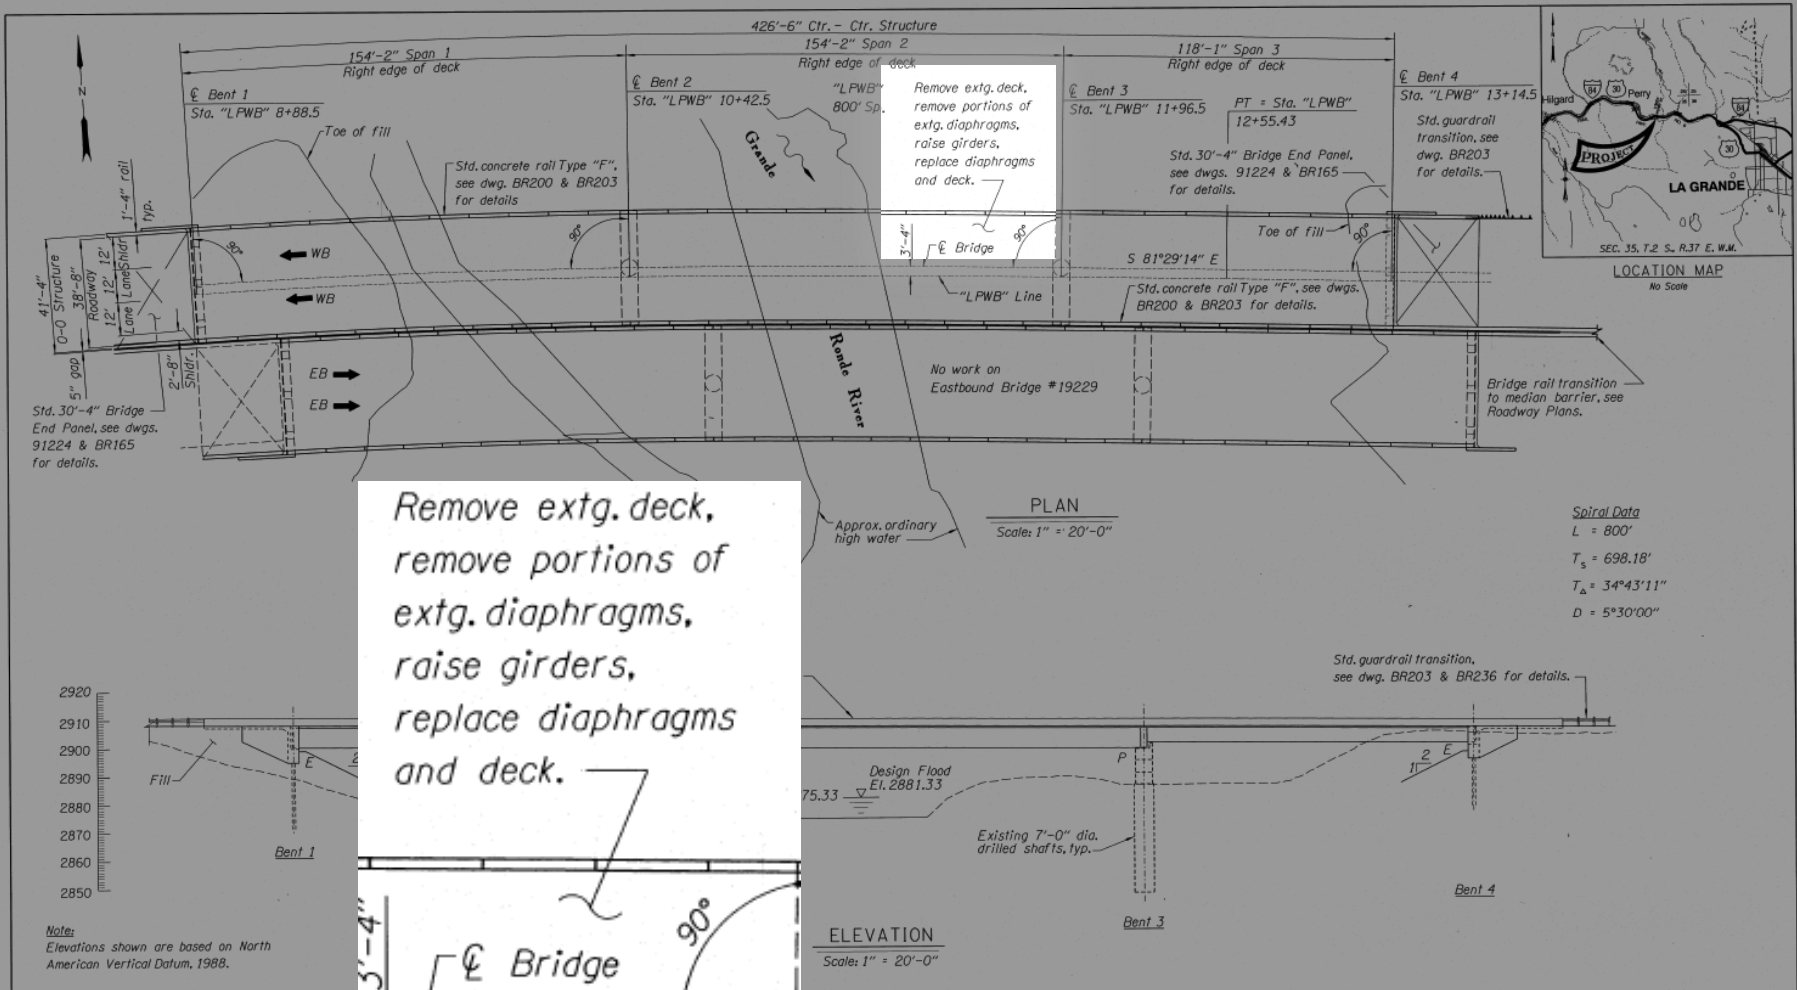 426'-6" Ctr. - Ctr. Structure
154'-2" Span 1
Right edge of deck
154'-2" Span 2
Right edge of deck
118'-1" Span 3
Right edge of deck
N
℄ Bent 1
Sta. "LPWB" 8+88.5
℄ Bent 2
Sta. "LPWB" 10+42.5
"LPWB"
800' Sp.
Remove extg. deck,
remove portions of
extg. diaphragms,
raise girders,
replace diaphragms
and deck.
℄ Bent 3
Sta. "LPWB" 11+96.5
PT = Sta. "LPWB"
12+55.43
℄ Bent 4
Sta. "LPWB" 13+14.5
Std. guardrail
transition, see
dwg. BR203
for details.
Hilgard
84
30
Perry
84
30
PROJECT
LA GRANDE
SEC. 35, T.2 S., R.37 E. W.M.
LOCATION MAP
No Scale
Toe of fill
Std. concrete rail Type "F",
see dwg. BR200 & BR203
for details
Grande
Std. 30'-4" Bridge End Panel,
see dwgs. 91224 & BR165
for details.
Toe of fill
1'-4" rail
typ.
90°
WB
90°
3'-4"
℄ Bridge
90°
90°
S 81°29'14" E
41'-4"
O-O Structure
38'-8"
Roadway
12' 12' 12'
Lane Lane Shldr.
WB
"LPWB" Line
Std. concrete rail Type "F", see dwgs.
BR200 & BR203 for details.
5" gap
2'-8"
Shldr.
EB
EB
Ronde River
No work on
Eastbound Bridge #19229
Std. 30'-4" Bridge
End Panel, see dwgs.
91224 & BR165
for details.
Bridge rail transition
to median barrier, see
Roadway Plans.
Approx. ordinary
high water
PLAN
Scale: 1" = 20'-0"
Spiral Data
L = 800'
Ts = 698.18'
T△ = 34°43'11"
D = 5°30'00"
Remove extg. deck,
remove portions of
extg. diaphragms,
raise girders,
replace diaphragms
and deck.
3'-4"
℄ Bridge
90°
Std. guardrail transition,
see dwg. BR203 & BR236 for details.
2920
2910
2900
2890
2880
2870
2860
2850
Fill
E
2
Bent 1
75.33
Design Flood
El. 2881.33
P
Existing 7'-0" dia.
drilled shafts, typ.
Bent 3
2
1
E
Bent 4
ELEVATION
Scale: 1" = 20'-0"
Note:
Elevations shown are based on North
American Vertical Datum, 1988.